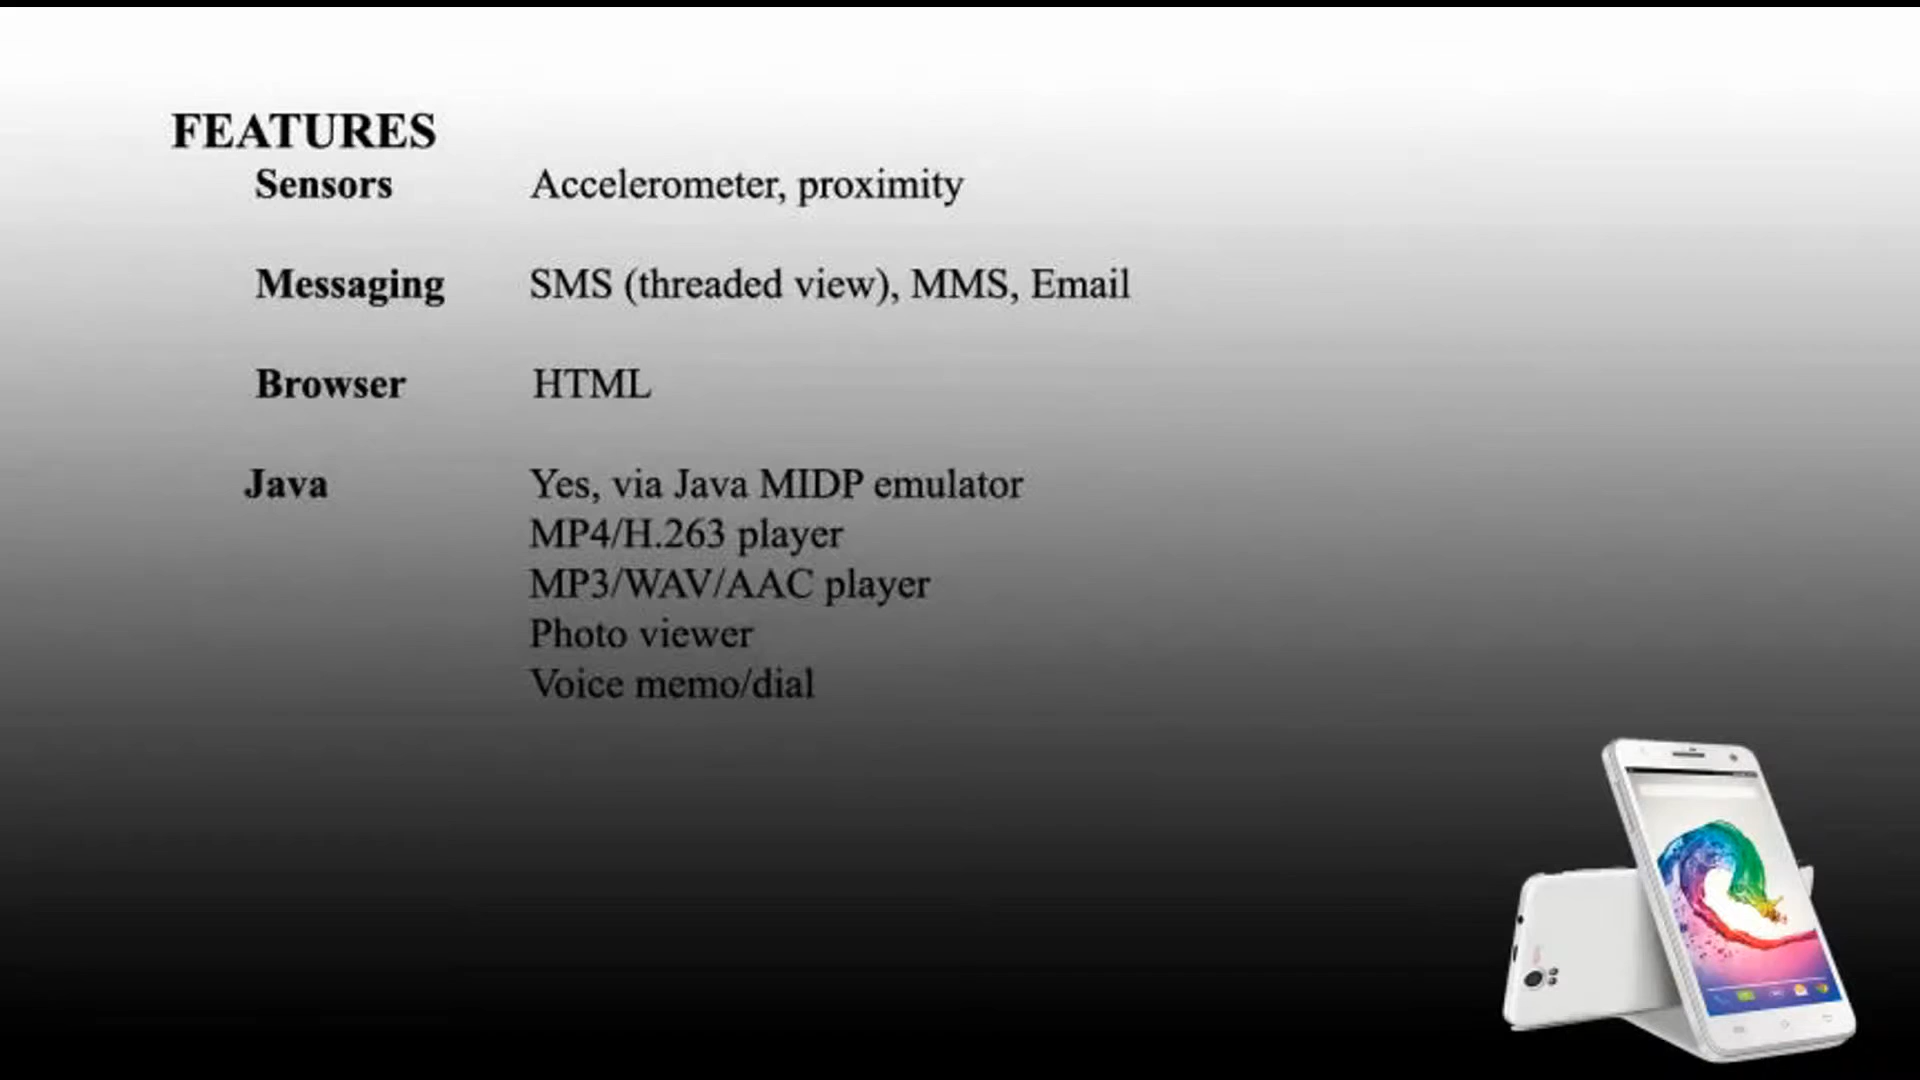 FEATURES
Sensors Accelerometer, proximity
Messaging SMS (threaded view), MMS, Email
Browser HTML
Java Yes, via Java MIDP emulator
MP4/H.263 player
MP3/WAV/AAC player
Photo viewer
Voice memo/dial